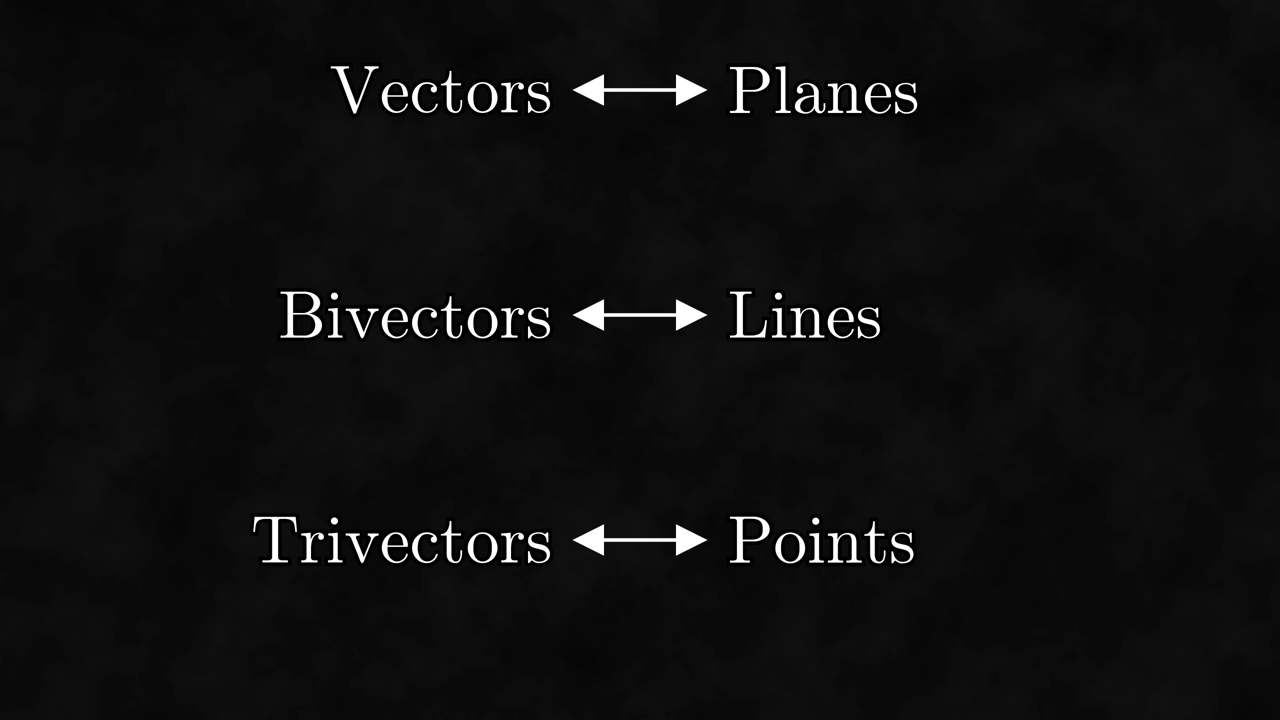 Vectors ↔ Planes
Bivectors ↔ Lines
Trivectors ↔ Points